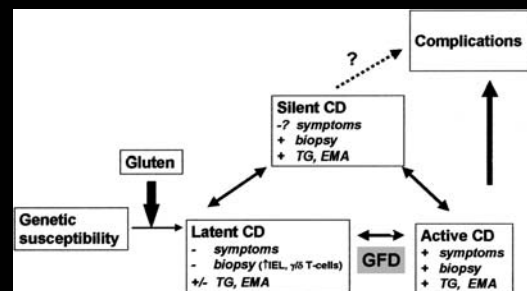 Complications
?
Silent CD
-? symptoms
+ biopsy
+ TG, EMA
Gluten
Genetic
susceptibility
Latent CD
- symptoms
- biopsy (↑IEL, γ/δ T-cells)
+/- TG, EMA
GFD
Active CD
+ symptoms
+ biopsy
+ TG, EMA